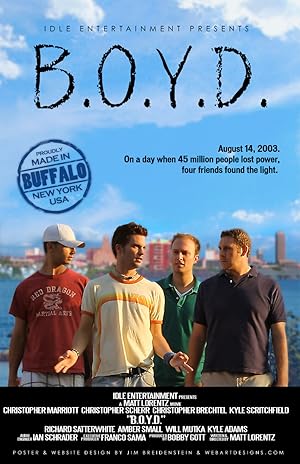 IDLE ENTERTAINMENT PRESENTS
B.O.Y.D.
August 14, 2003.
On a day when 45 million people lost power,
four friends found the light.
PROUDLY
MADE IN
BUFFALO
NEW YORK
USA
RED DRAGON
MARTIAL ARTS
IDLE ENTERTAINMENT
PRESENTS
A MATT LORENTZ MOVIE
CHRISTOPHER MARRIOTT CHRISTOPHER SCHERR CHRISTOPHER BRECHTEL KYLE SCRITCHFIELD
"B.O.Y.D."
RICHARD SATTERWHITE AMBER SMALL WILL MUTKA KYLE ADAMS
IAN SCHRADER FRANCO SAMA BOBBY GOTT MATT LORENTZ
POSTER & WEBSITE DESIGN BY JIM BREIDENSTEIN & WEBARTDESIGNS.COM